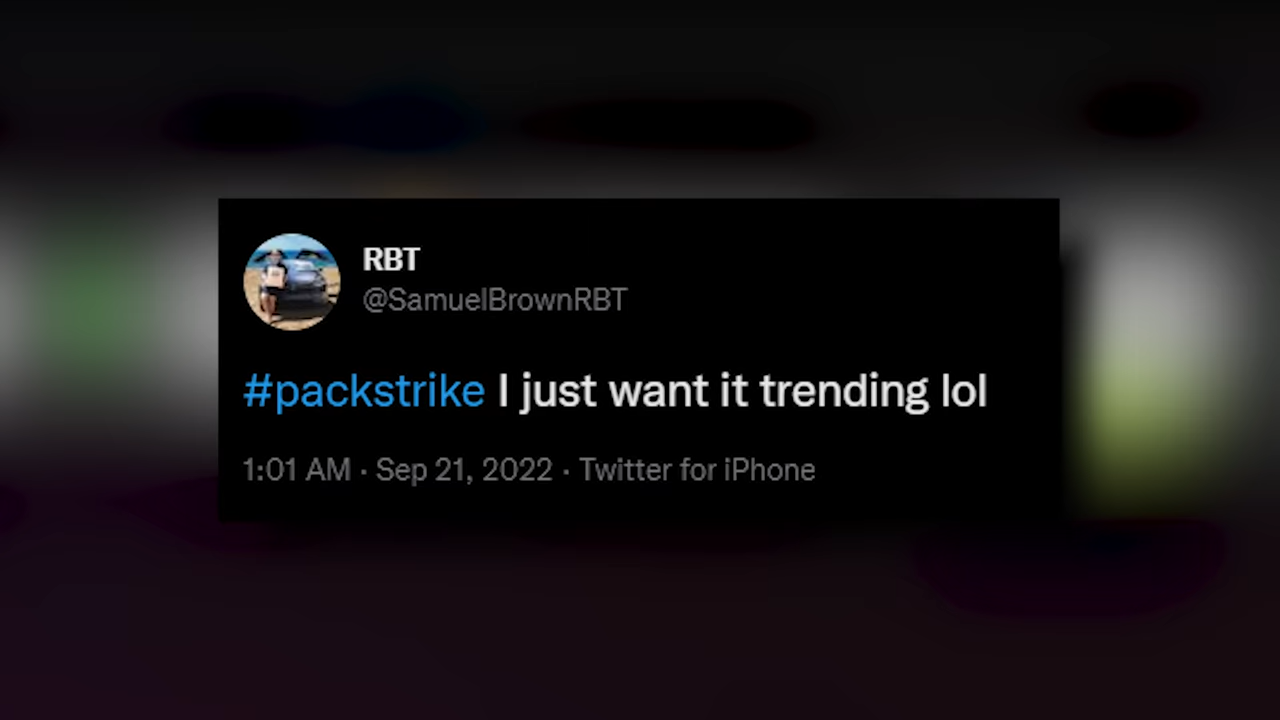 RBT
@SamuelBrownRBT
#packstrike I just want it trending lol
1:01 AM · Sep 21, 2022 · Twitter for iPhone